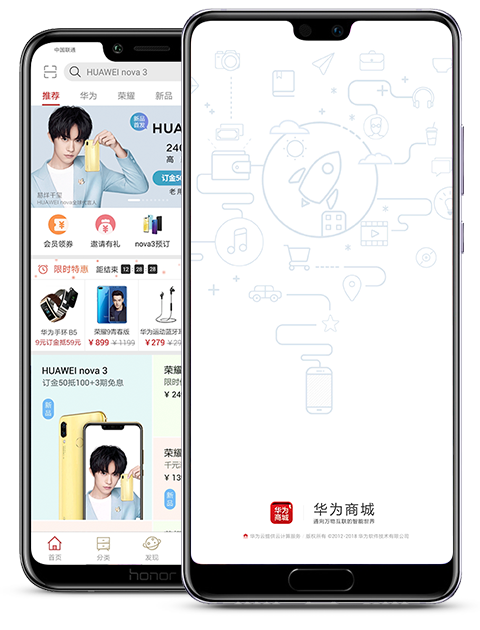 中国联通
HUAWEI nova 3
推荐 华为 荣耀 新品
新品
首发
HUA
246
高
订金50
老用
易烊千玺
HUAWEI nova全球代言人
会员领券 邀请有礼 nova3预订
限时特惠 距结束 12 28 28
华为手环 B5 荣耀9青春版 华为运动蓝牙耳
9元订金抵59元 ¥899 ¥1199 ¥279
HUAWEI nova 3
订金50抵100+3期免息
新品
荣耀
限时
¥ 24
荣耀
千元
¥ 13
新品
首页 分类 发现
honor
华为商城
华为商城
通向万物互联的智能世界
华为云提供云计算服务 版权所有 ©2012-2018 华为软件技术有限公司